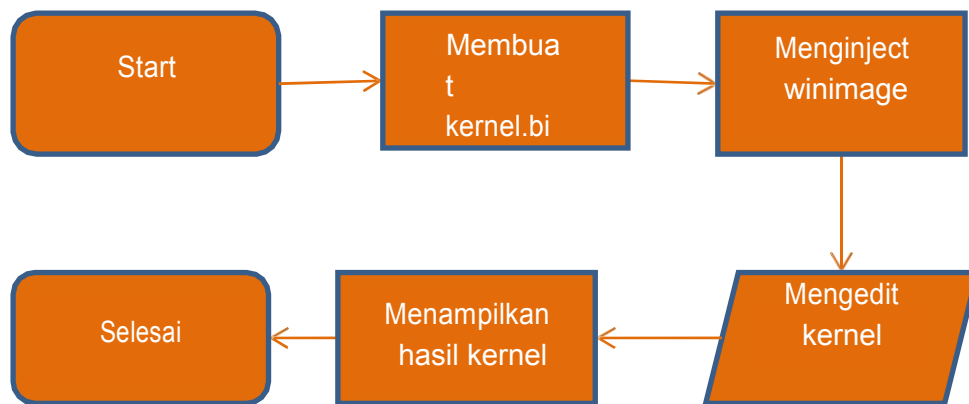 Start
Membua
t
kernel.bi
Menginject
winimage
Mengedit
kernel
Menampilkan
hasil kernel
Selesai